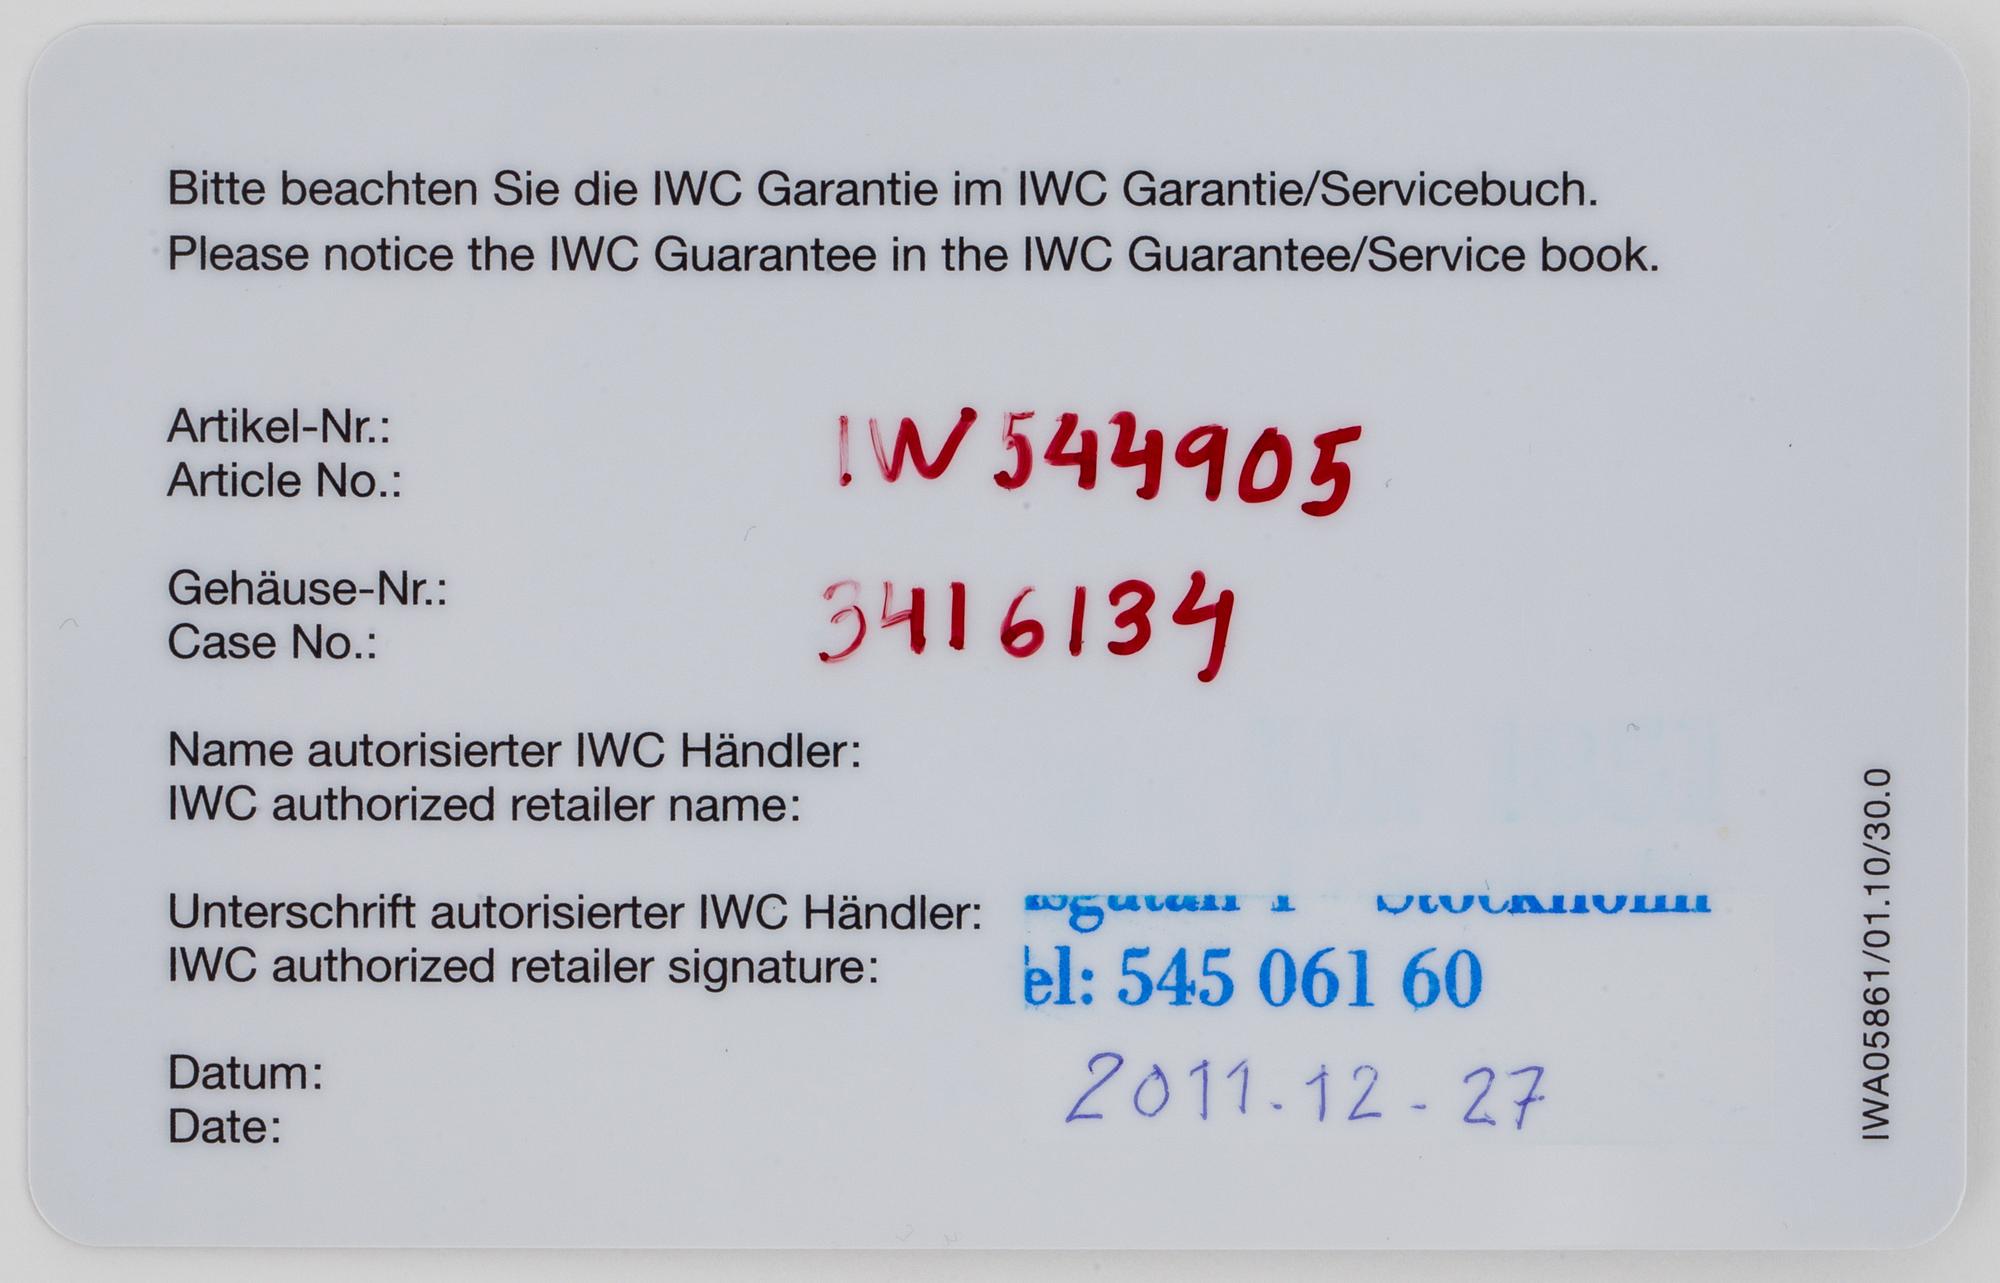 Bitte beachten Sie die IWC Garantie im IWC Garantie/Servicebuch.
Please notice the IWC Guarantee in the IWC Guarantee/Service book.
Artikel-Nr.:
Article No.:
IW544905
Gehäuse-Nr.:
Case No.:
3416134
Name autorisierter IWC Händler:
IWC authorized retailer name:
Unterschrift autorisierter IWC Händler:
IWC authorized retailer signature:
Stockholm
el: 545 061 60
Datum:
Date:
2011.12-27
IWA05861/01.10/30.0